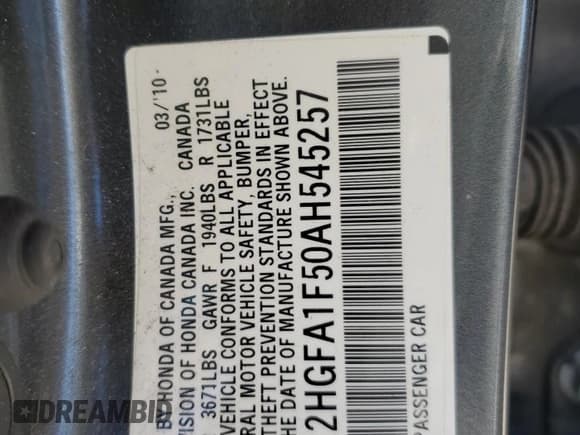 BY HONDA OF CANADA MFG., 03/'10
VISION OF HONDA CANADA INC. CANADA
3671LBS GAWR F 1940LBS R 1731LBS
VEHICLE CONFORMS TO ALL APPLICABLE
RAL MOTOR VEHICLE SAFETY, BUMPER,
THEFT PREVENTION STANDARDS IN EFFECT
THE DATE OF MANUFACTURE SHOWN ABOVE.
2HGFA1F50AH545257
PASSENGER CAR
DREAMBID